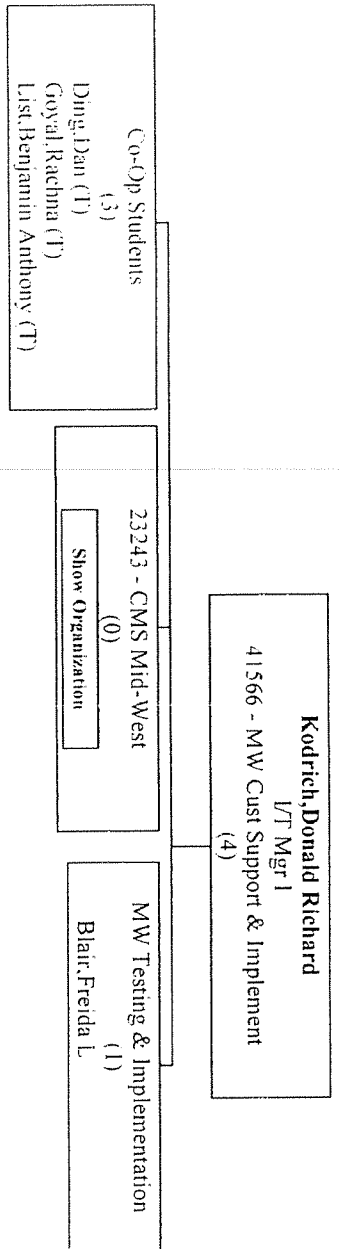 Kodrich,Donald Richard
I/T Mgr I
41566 - MW Cust Support & Implement
(4)
Co-Op Students
(3)
Ding,Dan (T)
Goyal,Rachna (T)
List,Benjamin Anthony (T)
23243 - CMS Mid-West
(0)
Show Organization
MW Testing & Implementation
(1)
Blair,Freida L